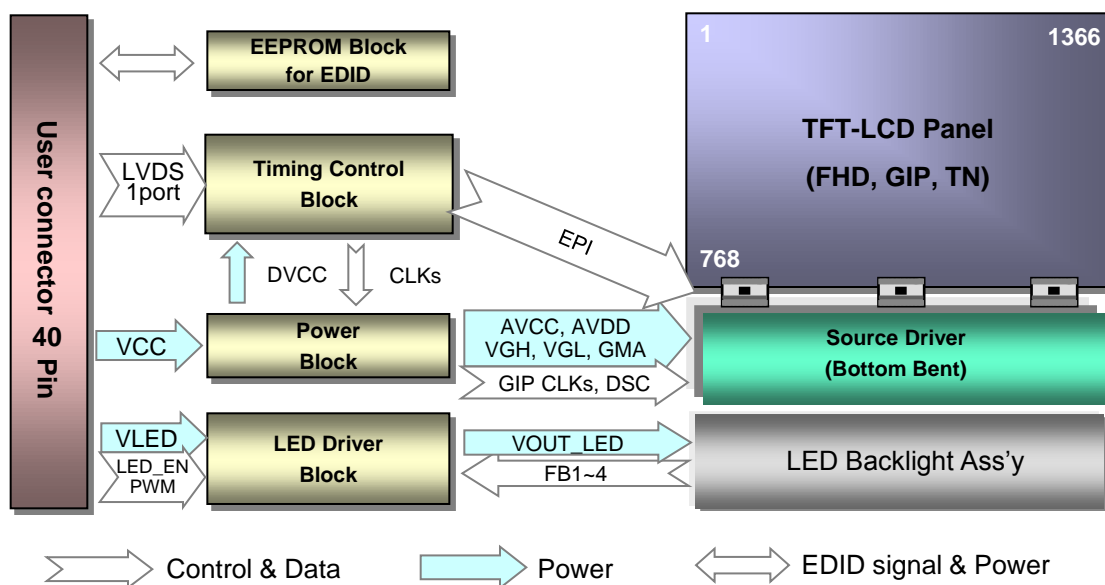 User connector 40 Pin
EEPROM Block
for EDID
LVDS
1port
Timing Control
Block
EPI
DVCC
CLKs
VCC
Power
Block
AVCC, AVDD
VGH, VGL, GMA
GIP CLKs, DSC
VLED
LED_EN
PWM
LED Driver
Block
VOUT_LED
FB1~4
1
1366
TFT-LCD Panel
(FHD, GIP, TN)
768
Source Driver
(Bottom Bent)
LED Backlight Ass’y
Control & Data
Power
EDID signal & Power